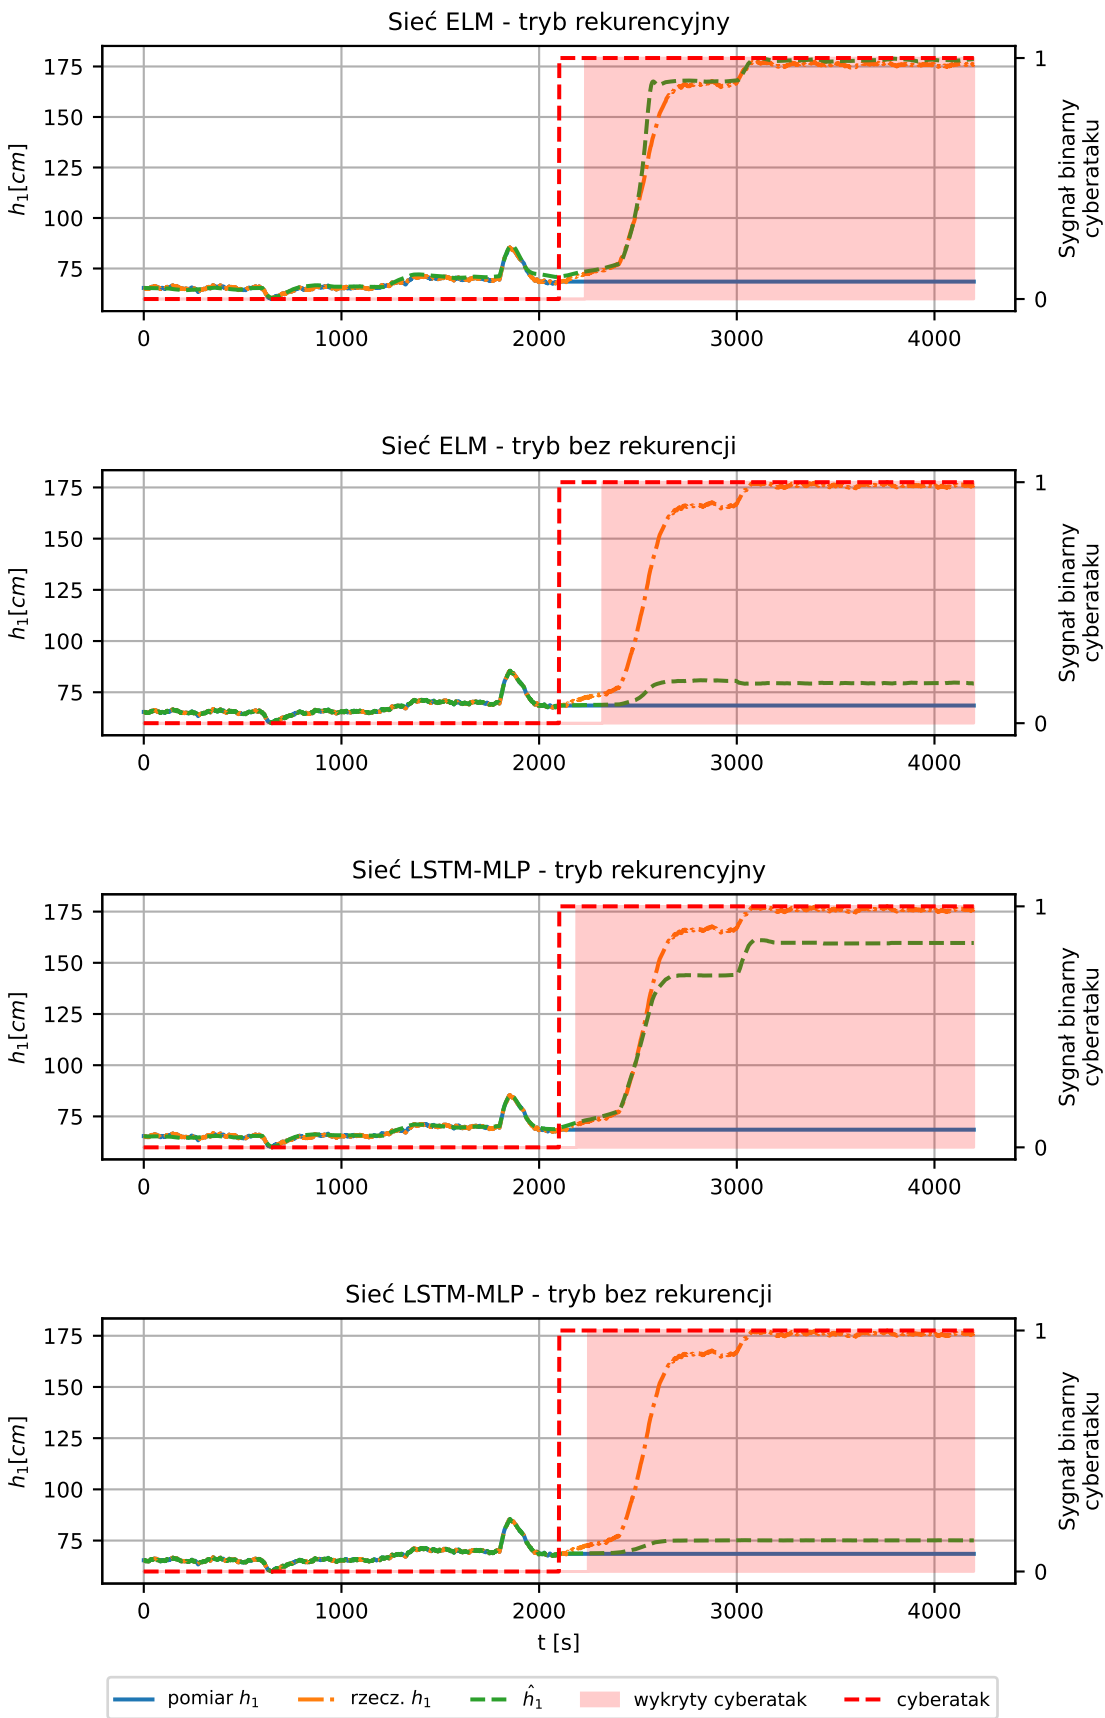 Sieć ELM - tryb rekurencyjny
175
150
125
100
75
h₁[cm]
1
0
Sygnał binarny
cyberataku
0 1000 2000 3000 4000
Sieć ELM - tryb bez rekurencji
175
150
125
100
75
h₁[cm]
1
0
Sygnał binarny
cyberataku
0 1000 2000 3000 4000
Sieć LSTM-MLP - tryb rekurencyjny
175
150
125
100
75
h₁[cm]
1
0
Sygnał binarny
cyberataku
0 1000 2000 3000 4000
Sieć LSTM-MLP - tryb bez rekurencji
175
150
125
100
75
h₁[cm]
1
0
Sygnał binarny
cyberataku
0 1000 2000 3000 4000
t [s]
pomiar h₁ rzecz. h₁ ĥ₁ wykryty cyberatak cyberatak